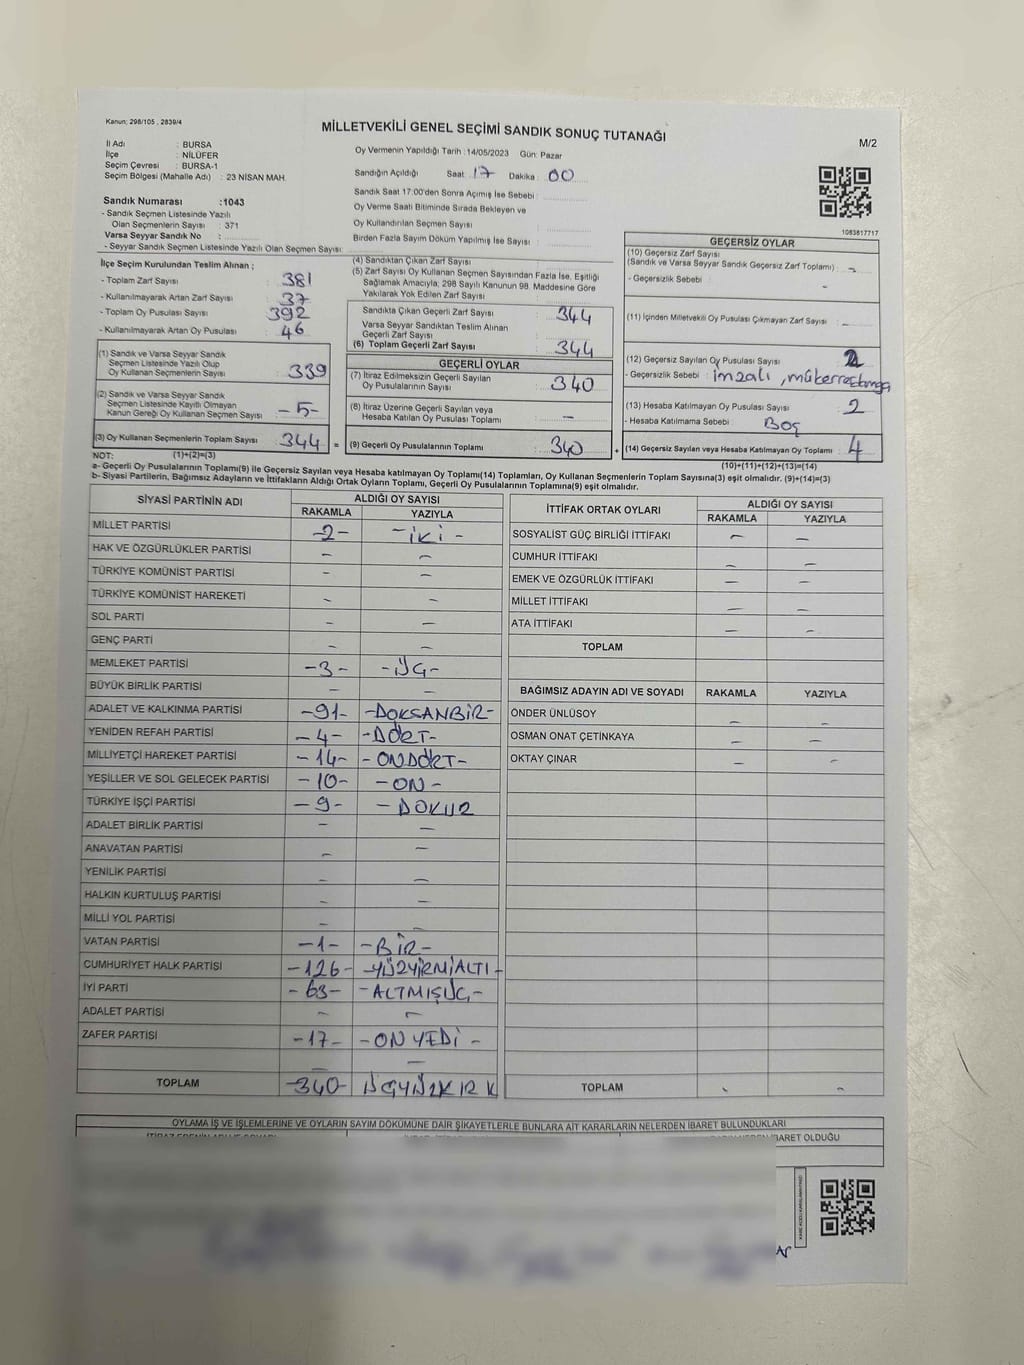 Kanun; 298/105 , 2839/4
MİLLETVEKİLİ GENEL SEÇİMİ SANDIK SONUÇ TUTANAĞI
M/2
İl Adı : BURSA
İlçe : NİLÜFER
Seçim Çevresi : BURSA-1
Seçim Bölgesi (Mahalle Adı) : 23 NİSAN MAH.
Sandık Numarası :1043
- Sandık Seçmen Listesinde Yazılı
Olan Seçmenlerin Sayısı : 371
Varsa Seyyar Sandık No :
- Seyyar Sandık Seçmen Listesinde Yazılı Olan Seçmen Sayısı:
Oy Vermenin Yapıldığı Tarih :14/05/2023 Gün: Pazar
Sandığın Açıldığı Saat 17 Dakika : 00
Sandık Saat 17:00'den Sonra Açımış İse Sebebi :
Oy Verme Saati Bitiminde Sırada Bekleyen ve
Oy Kullandırılan Seçmen Sayısı :
Birden Fazla Sayım Döküm Yapılmış İse Sayısı :
1083817717
İlçe Seçim Kurulundan Teslim Alınan ;
- Toplam Zarf Sayısı : 381
- Kullanılmayarak Artan Zarf Sayısı : 37
- Toplam Oy Pusulası Sayısı : 392
- Kullanılmayarak Artan Oy Pusulası : 46
(1) Sandık ve Varsa Seyyar Sandık
Seçmen Listesinde Yazılı Olup
Oy Kullanan Seçmenlerin Sayısı : 339
(2) Sandık ve Varsa Seyyar Sandık
Seçmen Listesinde Kayıtlı Olmayan
Kanun Gereği Oy Kullanan Seçmen Sayısı : -5-
(3) Oy Kullanan Seçmenlerin Toplam Sayısı : 344 =
(4) Sandıktan Çıkan Zarf Sayısı :
(5) Zarf Sayısı Oy Kullanan Seçmen Sayısından Fazla İse, Eşitliği
Sağlamak Amacıyla, 298 Sayılı Kanunun 98. Maddesine Göre
Yakılarak Yok Edilen Zarf Sayısı :
Sandıkta Çıkan Geçerli Zarf Sayısı : 344
Varsa Seyyar Sandıktan Teslim Alınan
Geçerli Zarf Sayısı :
(6) Toplam Geçerli Zarf Sayısı : 344
GEÇERLİ OYLAR
(7) İtiraz Edilmeksizin Geçerli Sayılan
Oy Pusulalarının Sayısı : 340
(8) İtiraz Üzerine Geçerli Sayılan veya
Hesaba Katılan Oy Pusulası Toplamı : -
(9) Geçerli Oy Pusulalarının Toplamı : 340 +
GEÇERSİZ OYLAR
(10) Geçersiz Zarf Sayısı
(Sandık ve Varsa Seyyar Sandık Geçersiz Zarf Toplamı) : -
- Geçersizlik Sebebi : -
(11) İçinden Milletvekili Oy Pusulası Çıkmayan Zarf Sayısı : -
(12) Geçersiz Sayılan Oy Pusulası Sayısı : 2
- Geçersizlik Sebebi : imzalı,
(13) Hesaba Katılmayan Oy Pusulası Sayısı : 2
- Hesaba Katılmama Sebebi : Boş
(14) Geçersiz Sayılan veya Hesaba Katılmayan Oy Toplamı : 4
NOT: (1)+(2)=(3)
(10)+(11)+(12)+(13)=(14)
a- Geçerli Oy Pusulalarının Toplamı(9) ile Geçersiz Sayılan veya Hesaba katılmayan Oy Toplamı(14) Toplamları, Oy Kullanan Seçmenlerin Toplam Sayısına(3) eşit olmalıdır. (9)+(14)=(3)
b- Siyasi Partilerin, Bağımsız Adayların ve İttifakların Aldığı Ortak Oyların Toplamı, Geçerli Oy Pusulalarının Toplamına(9) eşit olmalıdır.
SİYASİ PARTİNİN ADI ALDIĞI OY SAYISI
RAKAMLA YAZIYLA
MİLLET PARTİSİ -2- -İKİ-
HAK VE ÖZGÜRLÜKLER PARTİSİ - -
TÜRKİYE KOMÜNİST PARTİSİ - -
TÜRKİYE KOMÜNİST HAREKETİ - -
SOL PARTİ - -
GENÇ PARTİ - -
MEMLEKET PARTİSİ -3- -ÜÇ-
BÜYÜK BİRLİK PARTİSİ - -
ADALET VE KALKINMA PARTİSİ -91- -DOKSANBİR-
YENİDEN REFAH PARTİSİ -4- -DÖRT-
MİLLİYETÇİ HAREKET PARTİSİ -14- -ONDÖRT-
YEŞİLLER VE SOL GELECEK PARTİSİ -10- -ON-
TÜRKİYE İŞÇİ PARTİSİ -9- -DOKUZ
ADALET BİRLİK PARTİSİ - -
ANAVATAN PARTİSİ - -
YENİLİK PARTİSİ - -
HALKIN KURTULUŞ PARTİSİ - -
MİLLİ YOL PARTİSİ - -
VATAN PARTİSİ -1- -BİR-
CUMHURİYET HALK PARTİSİ -126- -YÜZYİRMİALTI-
İYİ PARTİ -63- -ALTMIŞÜÇ-
ADALET PARTİSİ - -
ZAFER PARTİSİ -17- -ONYEDİ-
- -
TOPLAM -340- ÜÇYÜZKIRK
İTTİFAK ORTAK OYLARI ALDIĞI OY SAYISI
RAKAMLA YAZIYLA
SOSYALİST GÜÇ BİRLİĞİ İTTİFAKI - -
CUMHUR İTTİFAKI - -
EMEK VE ÖZGÜRLÜK İTTİFAKI - -
MİLLET İTTİFAKI - -
ATA İTTİFAKI - -
TOPLAM
BAĞIMSIZ ADAYIN ADI VE SOYADI RAKAMLA YAZIYLA
ÖNDER ÜNLÜSOY - -
OSMAN ONAT ÇETİNKAYA - -
OKTAY ÇINAR - -
TOPLAM - -
OYLAMA İŞ VE İŞLEMLERİNE VE OYLARIN SAYIM DÖKÜMÜNE DAİR ŞİKAYETLERLE BUNLARA AİT KARARLARIN NELERDEN İBARET BULUNDUKLARI
İBARET OLDUĞU